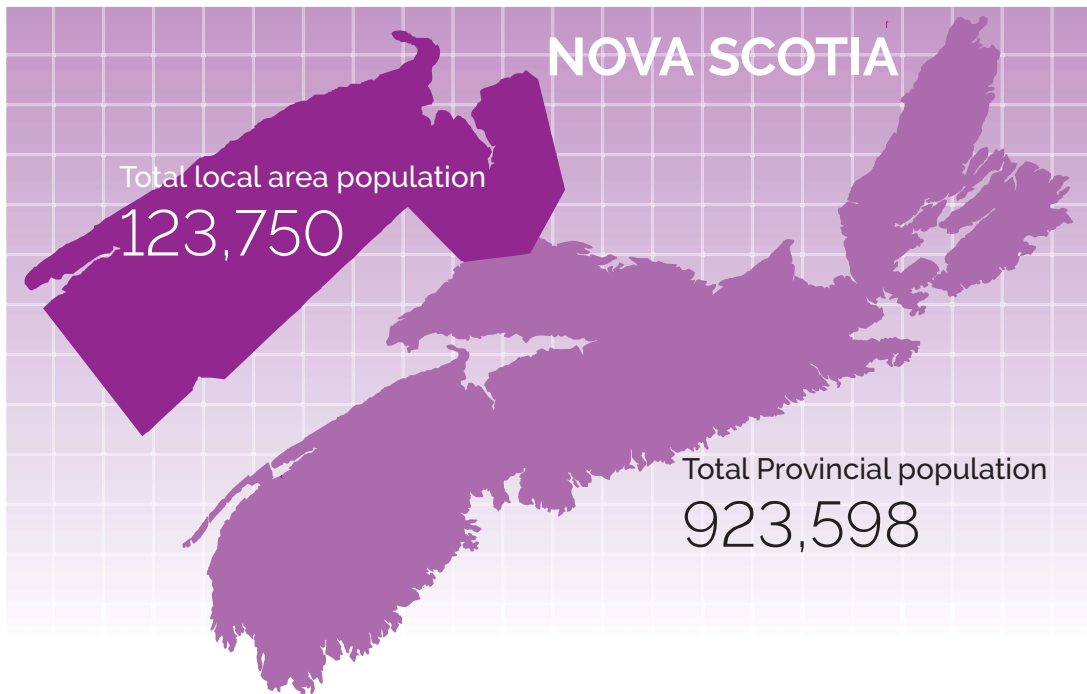 NOVA SCOTIA
Total local area population
123,750
Total Provincial population
923,598